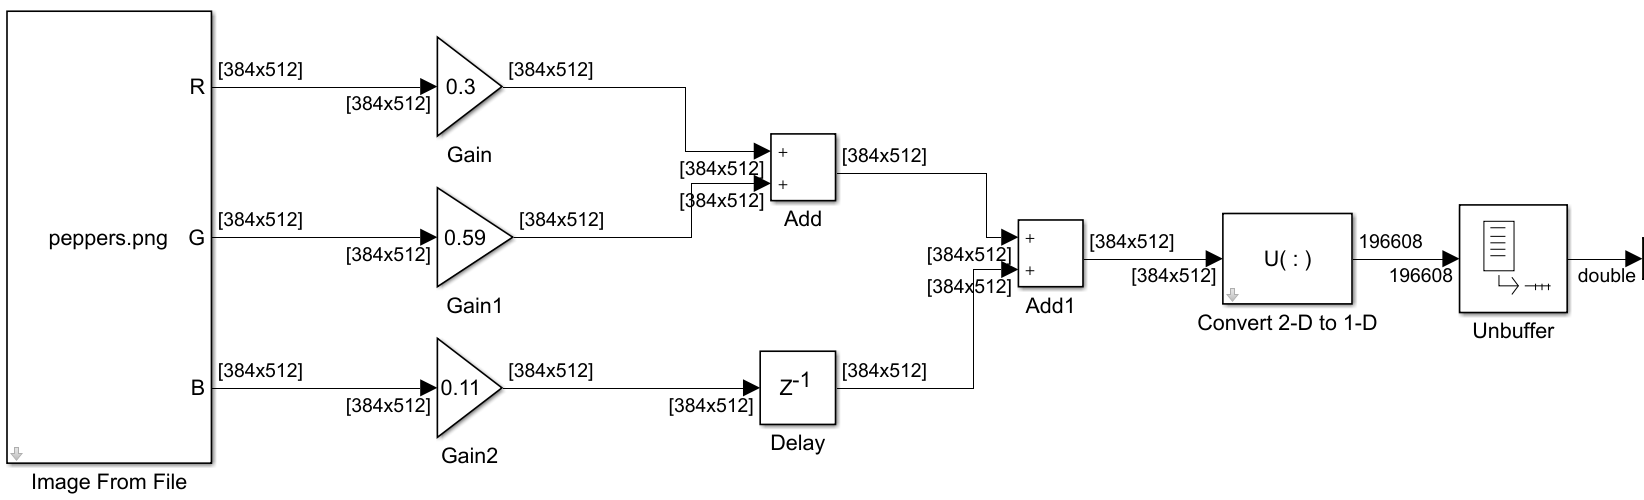 peppers.png
R
G
B
Image From File
[384x512]
[384x512]
0.3
Gain
[384x512]
[384x512]
[384x512]
0.59
Gain1
[384x512]
[384x512]
[384x512]
0.11
Gain2
[384x512]
[384x512]
[384x512]
+
+
Add
[384x512]
[384x512]
Z-1
Delay
[384x512]
[384x512]
[384x512]
+
+
Add1
[384x512]
[384x512]
U( : )
Convert 2-D to 1-D
196608
196608
Unbuffer
double